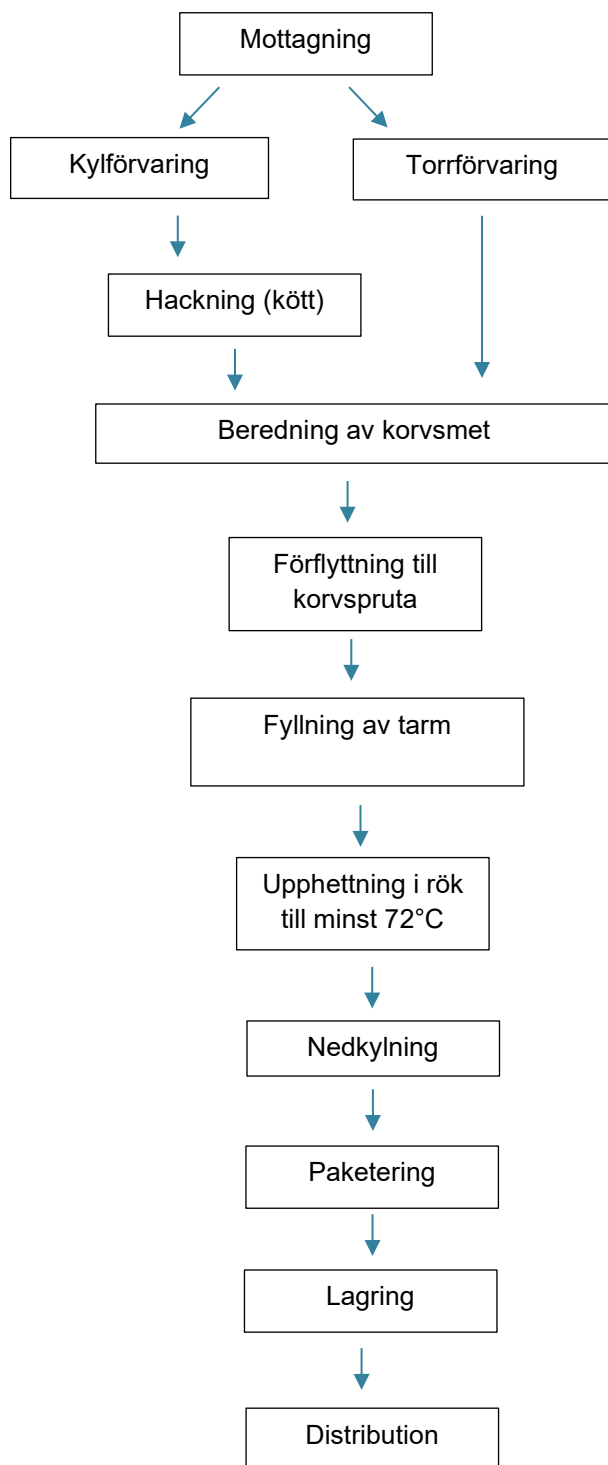 Mottagning
Kylförvaring
Torrförvaring
Hackning (kött)
Beredning av korvsmet
Förflyttning till
korvspruta
Fyllning av tarm
Upphettning i rök
till minst 72°C
Nedkylning
Paketering
Lagring
Distribution